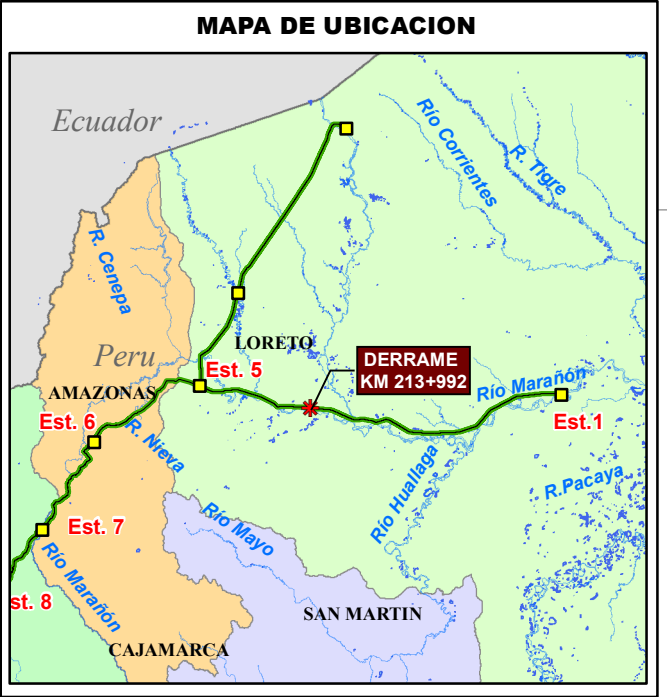 MAPA DE UBICACION
Ecuador
Río Corrientes
R. Tigre
R. Cenepa
LORETO
Peru
Est. 5
DERRAME
KM 213+992
AMAZONAS
Río Marañón
Est. 6
Est.1
R. Nieva
Río Huallaga
R.Pacaya
Est. 7
Río Mayo
Río Marañón
st. 8
SAN MARTIN
CAJAMARCA